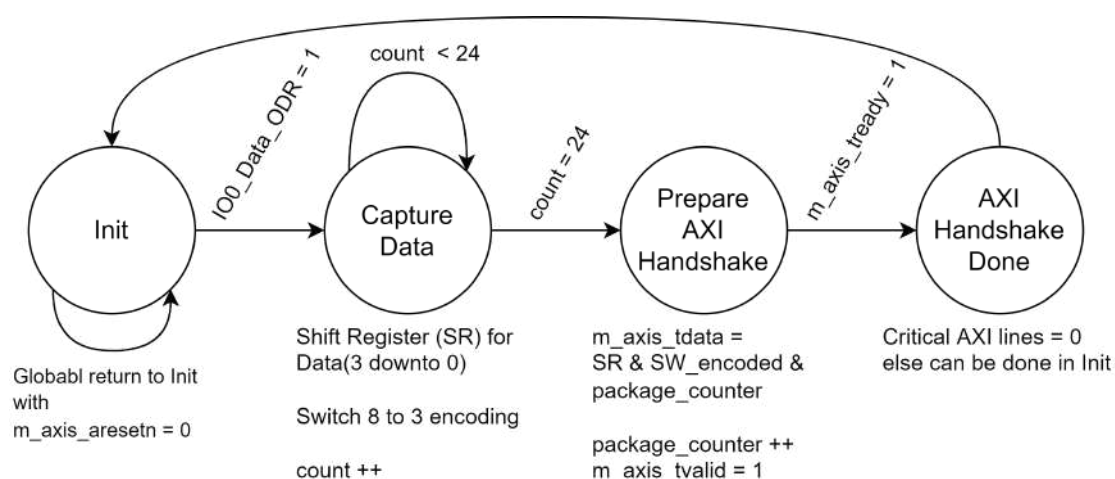 count < 24
IO0_Data_ODR = 1
count = 24
m_axis_tready = 1
Init
Capture
Data
Prepare
AXI
Handshake
AXI
Handshake
Done
Globabl return to Init
with
m_axis_aresetn = 0
Shift Register (SR) for
Data(3 downto 0)
Switch 8 to 3 encoding
count ++
m_axis_tdata =
SR & SW_encoded &
package_counter
package_counter ++
m_axis_tvalid = 1
Critical AXI lines = 0
else can be done in Init